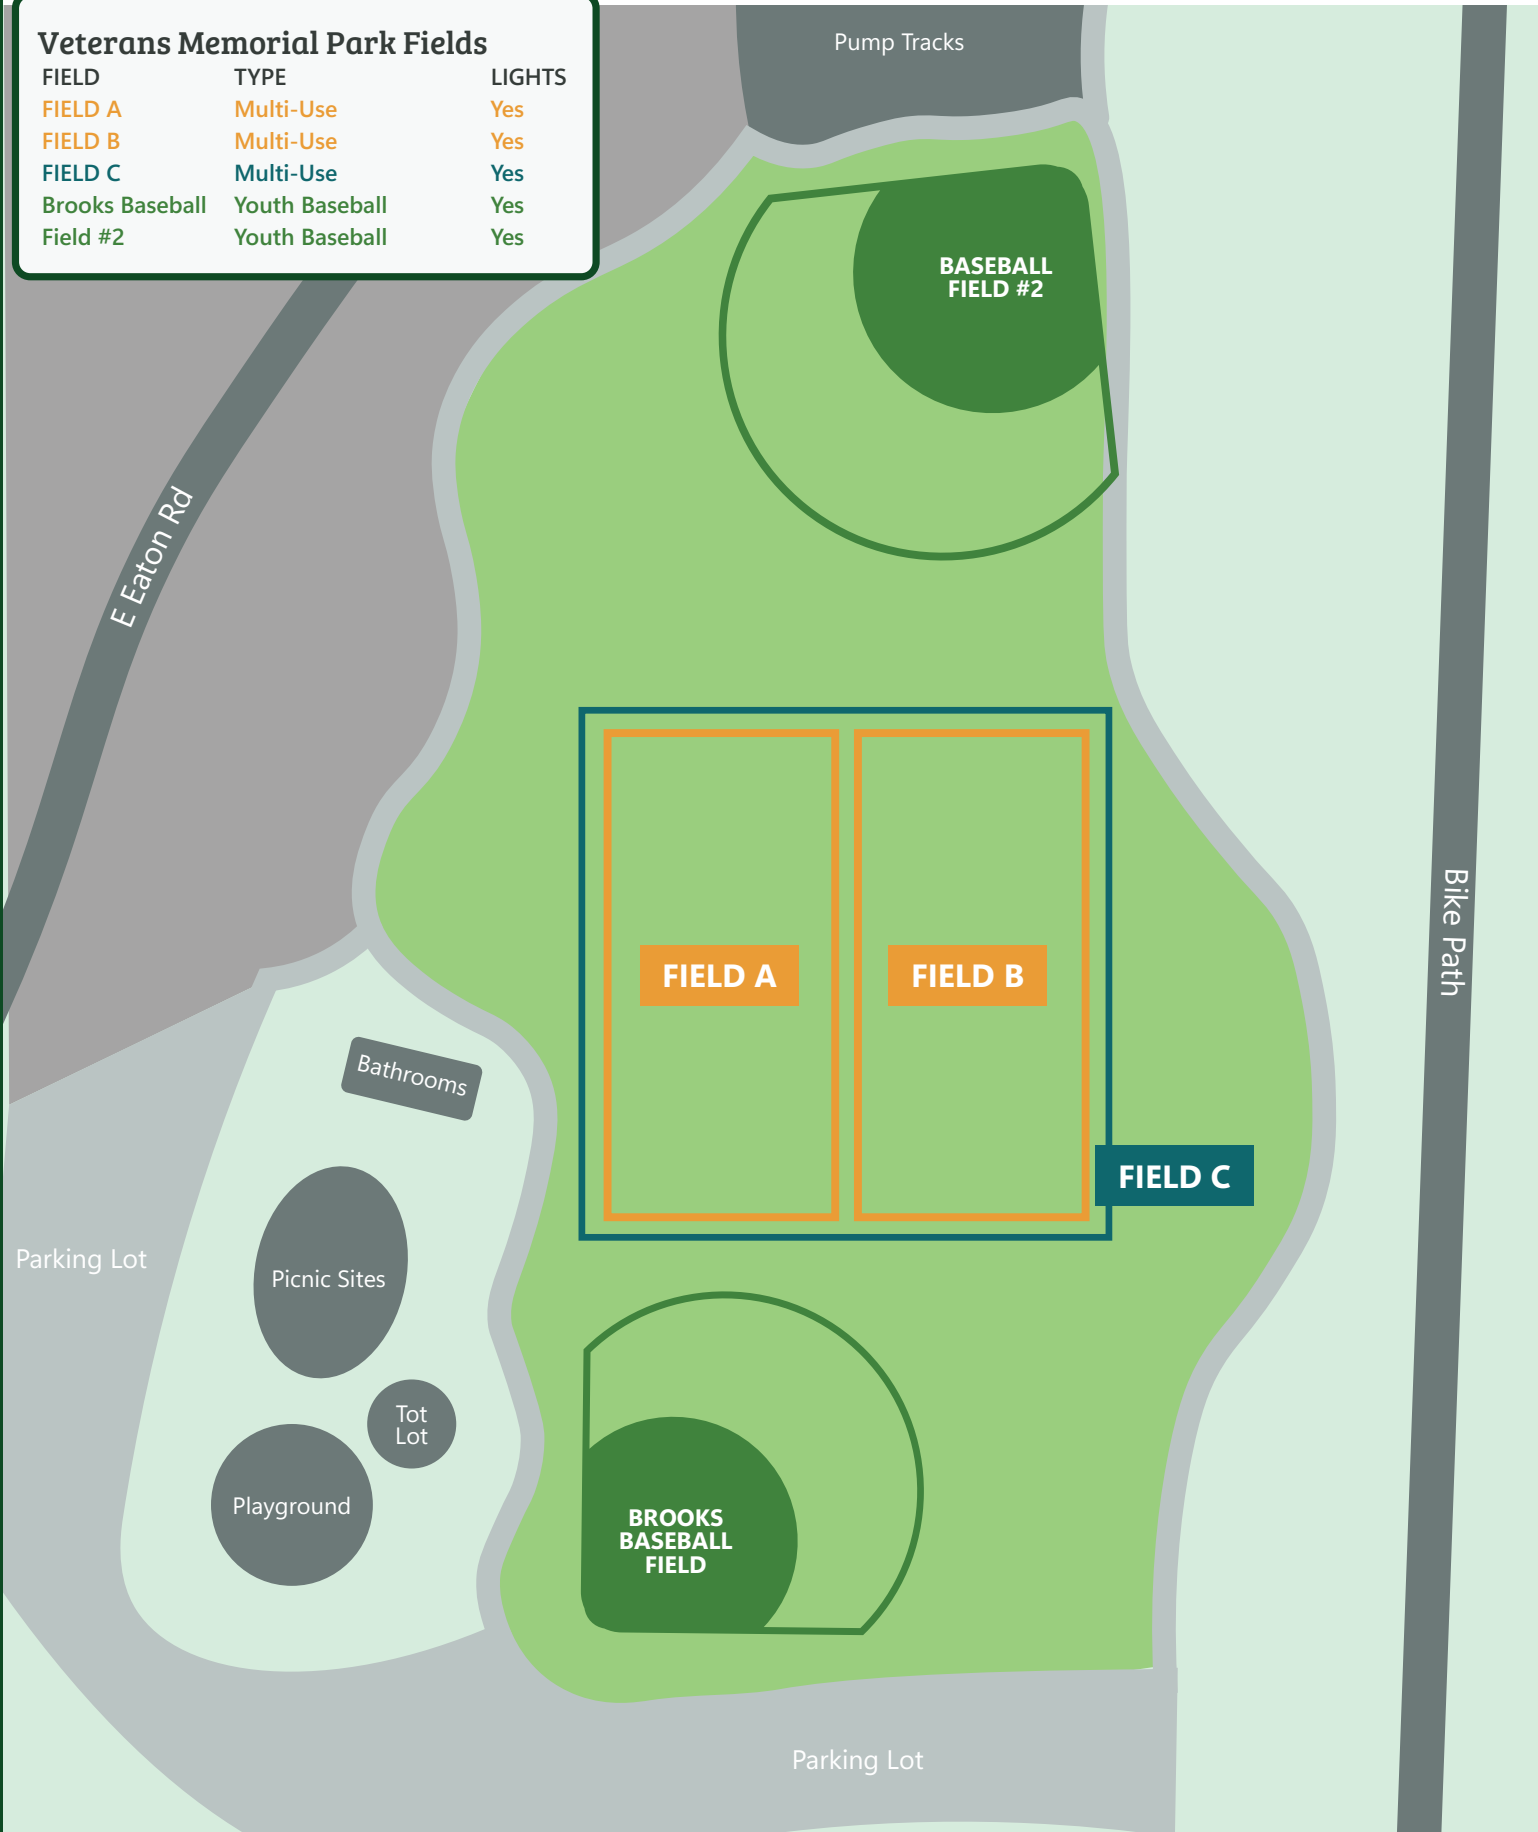 Veterans Memorial Park Fields
FIELD TYPE LIGHTS
FIELD A Multi-Use Yes
FIELD B Multi-Use Yes
FIELD C Multi-Use Yes
Brooks Baseball Youth Baseball Yes
Field #2 Youth Baseball Yes
Pump Tracks
BASEBALL
FIELD #2
E Eaton Rd
Bike Path
FIELD A
FIELD B
Bathrooms
FIELD C
Parking Lot
Picnic Sites
Tot
Lot
Playground
BROOKS
BASEBALL
FIELD
Parking Lot